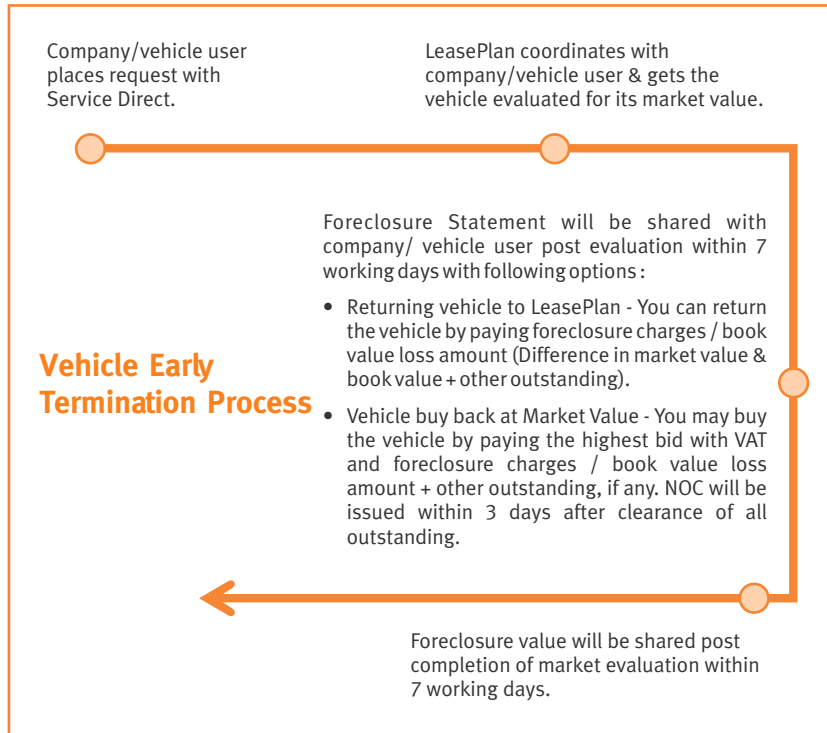 Company/vehicle user
places request with
Service Direct.
LeasePlan coordinates with
company/vehicle user & gets the
vehicle evaluated for its market value.
Vehicle Early
Termination Process
Foreclosure Statement will be shared with
company/ vehicle user post evaluation within 7
working days with following options :
• Returning vehicle to LeasePlan - You can return
the vehicle by paying foreclosure charges / book
value loss amount (Difference in market value &
book value + other outstanding).
• Vehicle buy back at Market Value - You may buy
the vehicle by paying the highest bid with VAT
and foreclosure charges / book value loss
amount + other outstanding, if any. NOC will be
issued within 3 days after clearance of all
outstanding.
Foreclosure value will be shared post
completion of market evaluation within
7 working days.